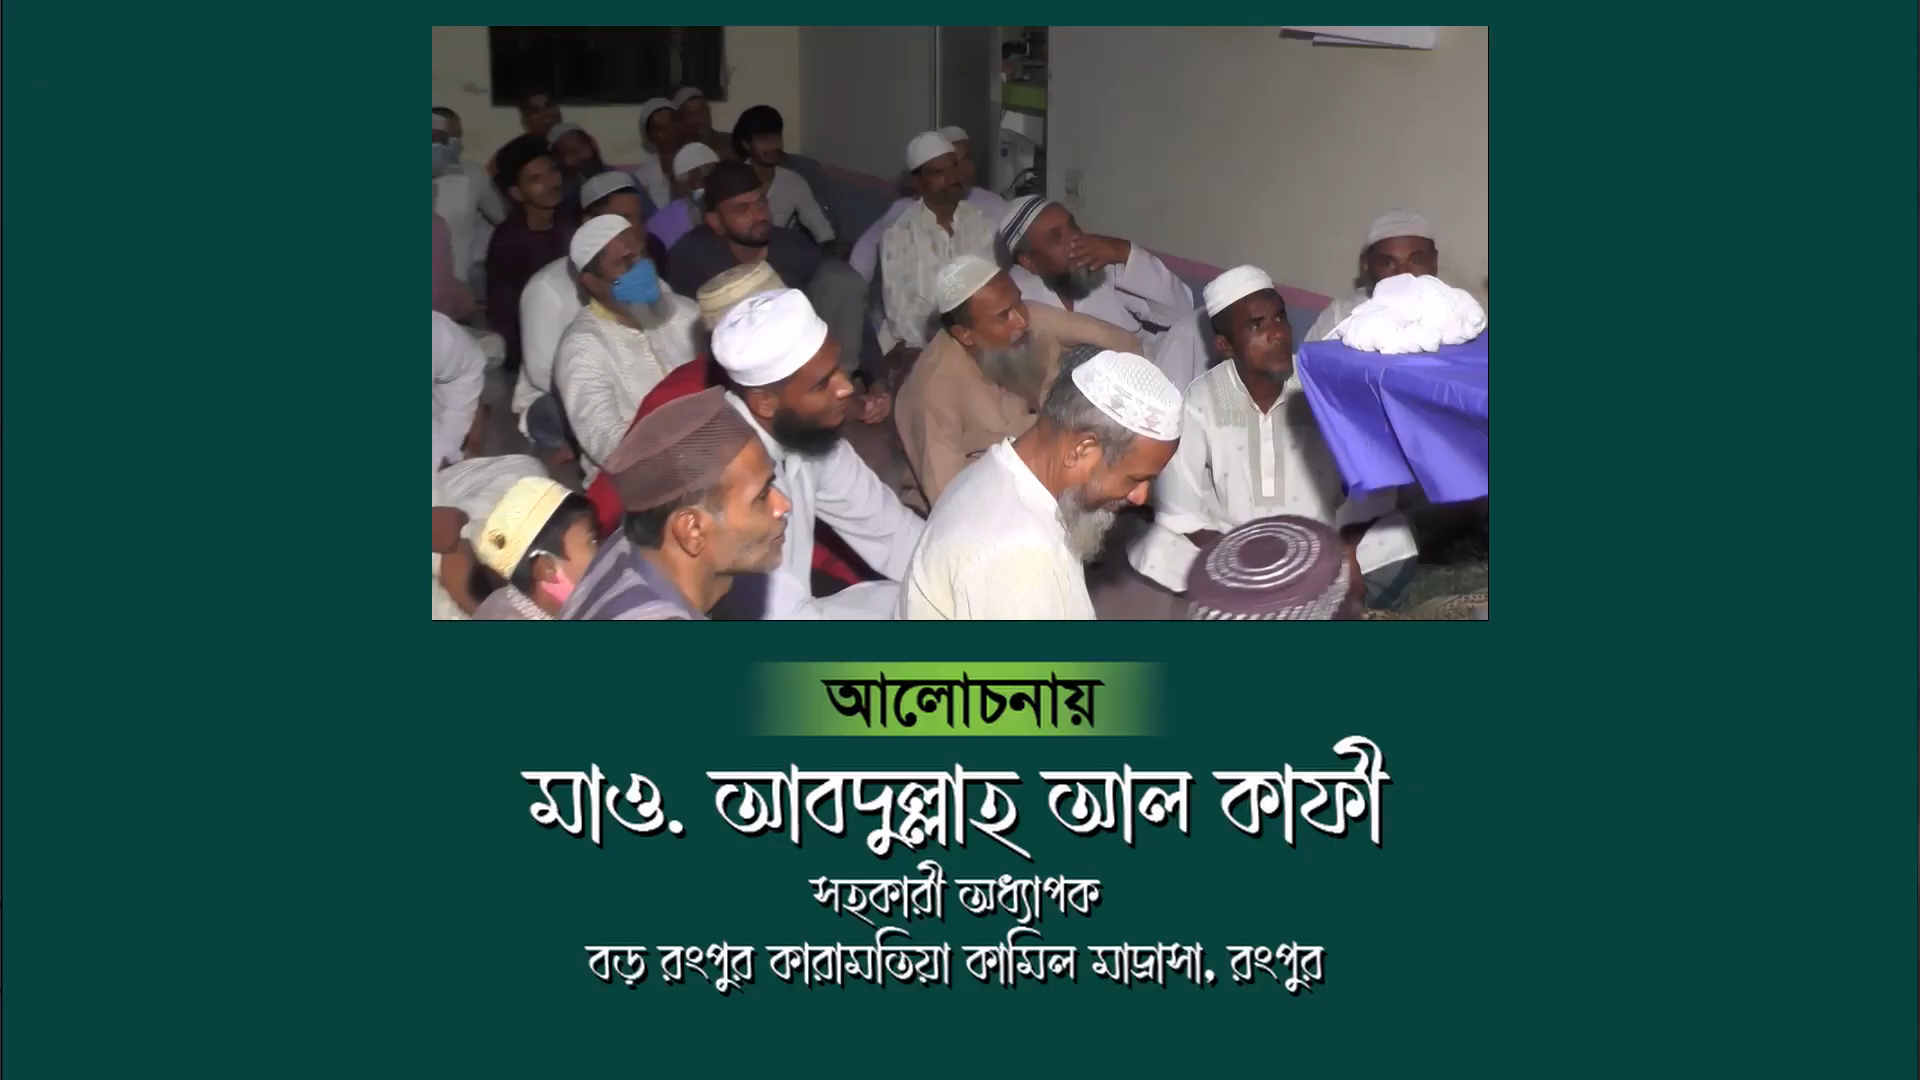 আলোচনায়
মাও. আবদুল্লাহ আল কাফী
সহকারী অধ্যাপক
বড় রংপুর কারামতিয়া কামিল মাদ্রাসা, রংপুর